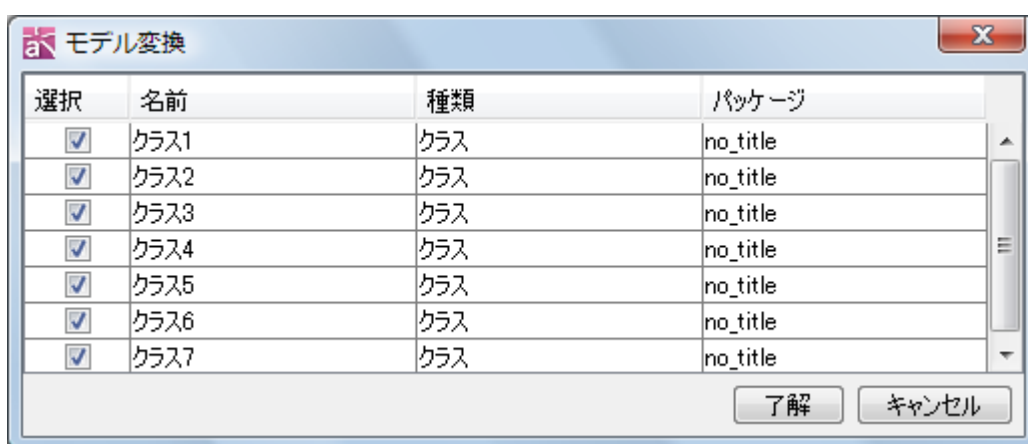 モデル変換
選択 名前 種類 パッケージ
クラス1 クラス no_title
クラス2 クラス no_title
クラス3 クラス no_title
クラス4 クラス no_title
クラス5 クラス no_title
クラス6 クラス no_title
クラス7 クラス no_title
了解 キャンセル